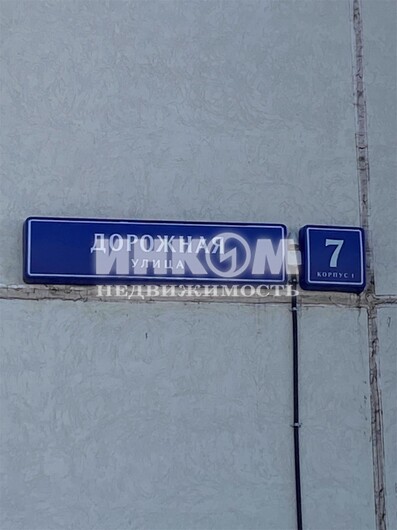 ДОРОЖНАЯ
УЛИЦА
7
КОРПУС 1
ИНКОМ
НЕДВИЖИМОСТЬ